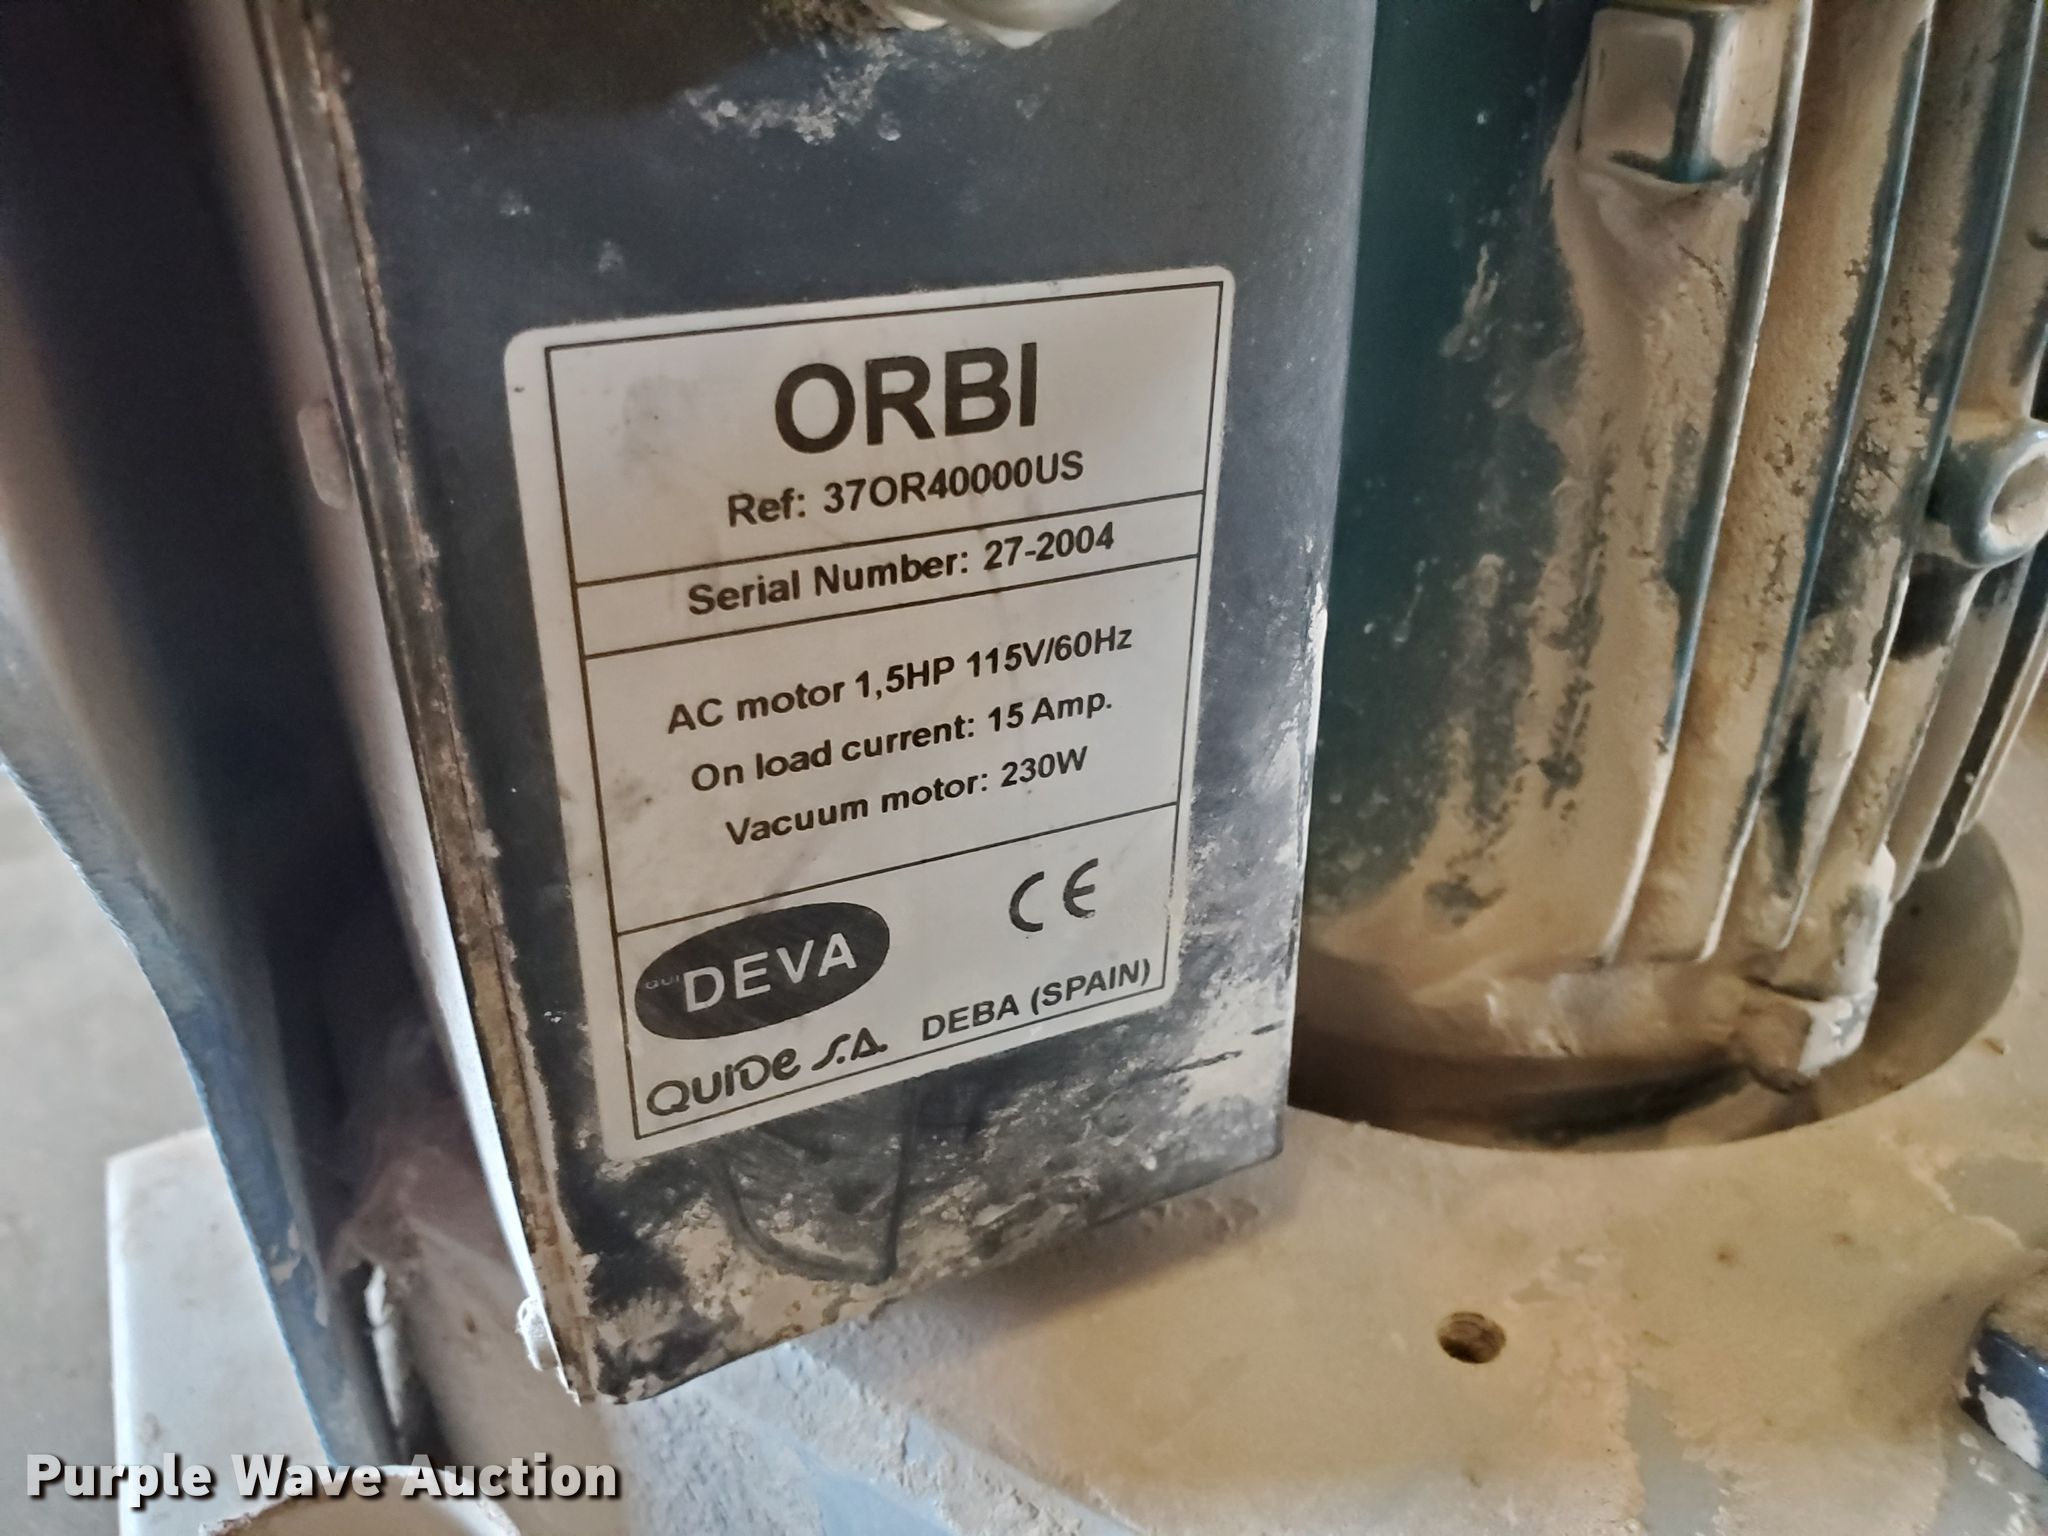 ORBI
Ref: 37OR40000US
Serial Number: 27-2004
AC motor 1,5HP 115V/60Hz
On load current: 15 Amp.
Vacuum motor: 230W
QUI DEVA
CE
QUIDE S.A. DEBA (SPAIN)
Purple Wave Auction